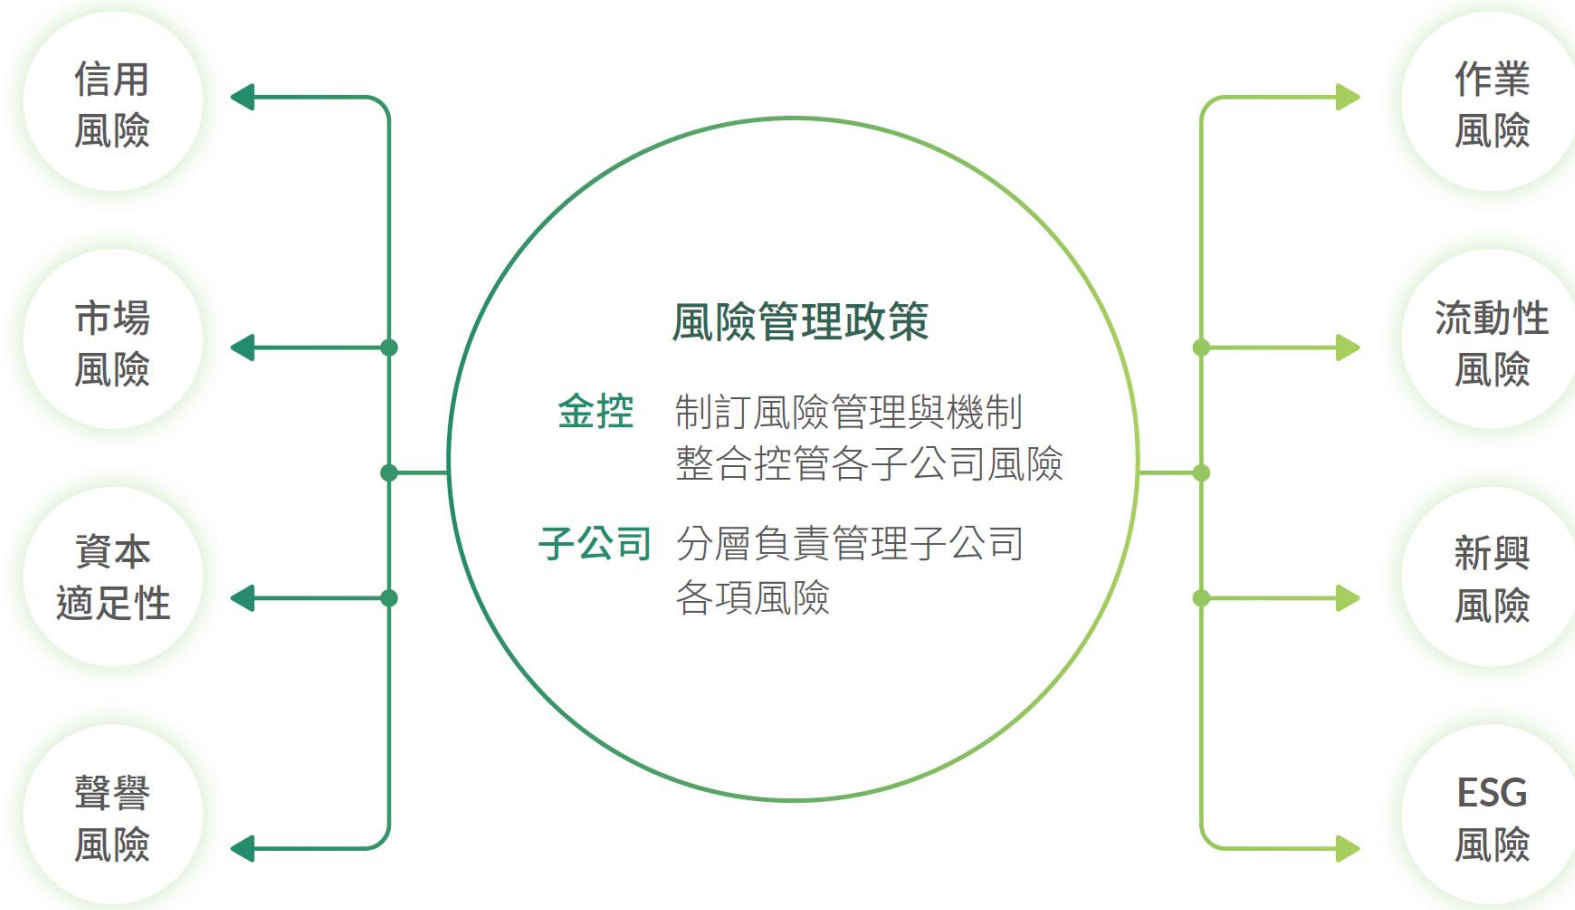 信用
風險
市場
風險
資本
適足性
聲譽
風險
風險管理政策
金控 制訂風險管理與機制
整合控管各子公司風險
子公司 分層負責管理子公司
各項風險
作業
風險
流動性
風險
新興
風險
ESG
風險